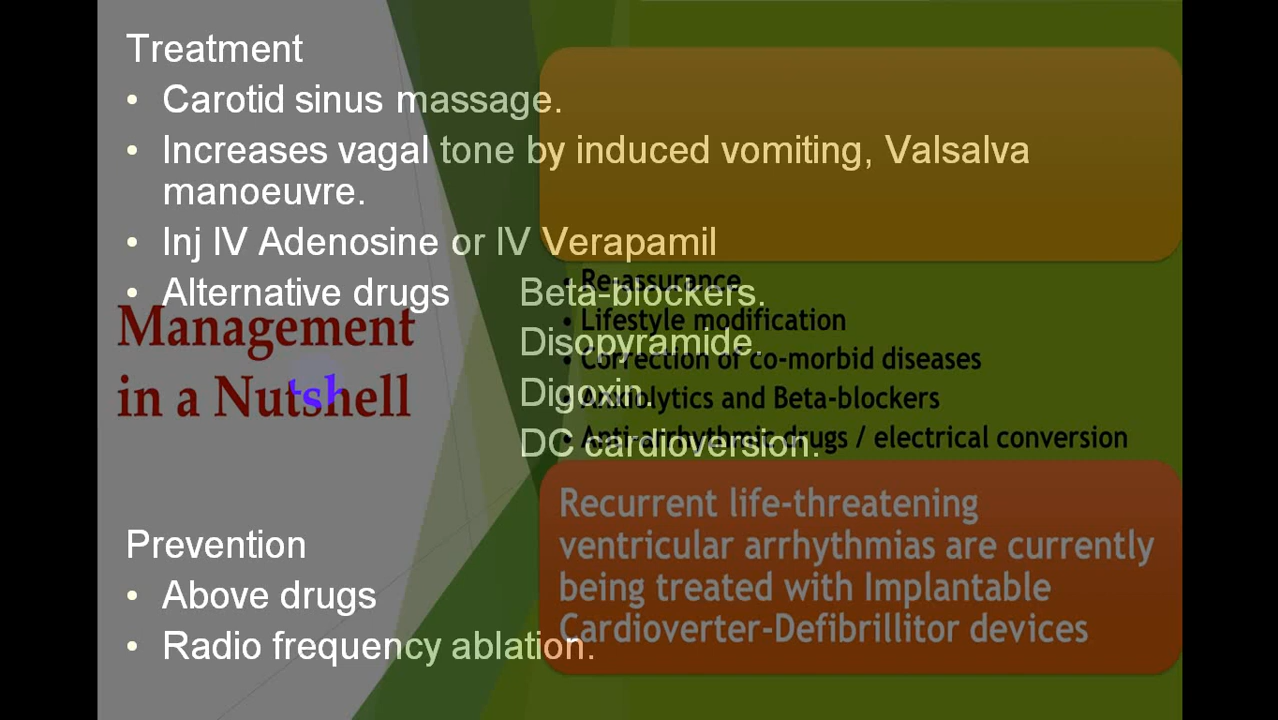 Treatment
• Carotid sinus massage.
• Increases vagal tone by induced vomiting, Valsalva
manoeuvre.
• Inj IV Adenosine or IV Verapamil
• Alternative drugs Beta-blockers.
Disopyramide.
Digoxin.
DC cardioversion.
Prevention
• Above drugs
• Radio frequency ablation.
Management
in a Nutshell
• Re-assurance
• Lifestyle modification
• Correction of co-morbid diseases
• Anxiolytics and Beta-blockers
• Anti-arrhythmic drugs / electrical conversion
Recurrent life-threatening
ventricular arrhythmias are currently
being treated with Implantable
Cardioverter-Defibrillitor devices